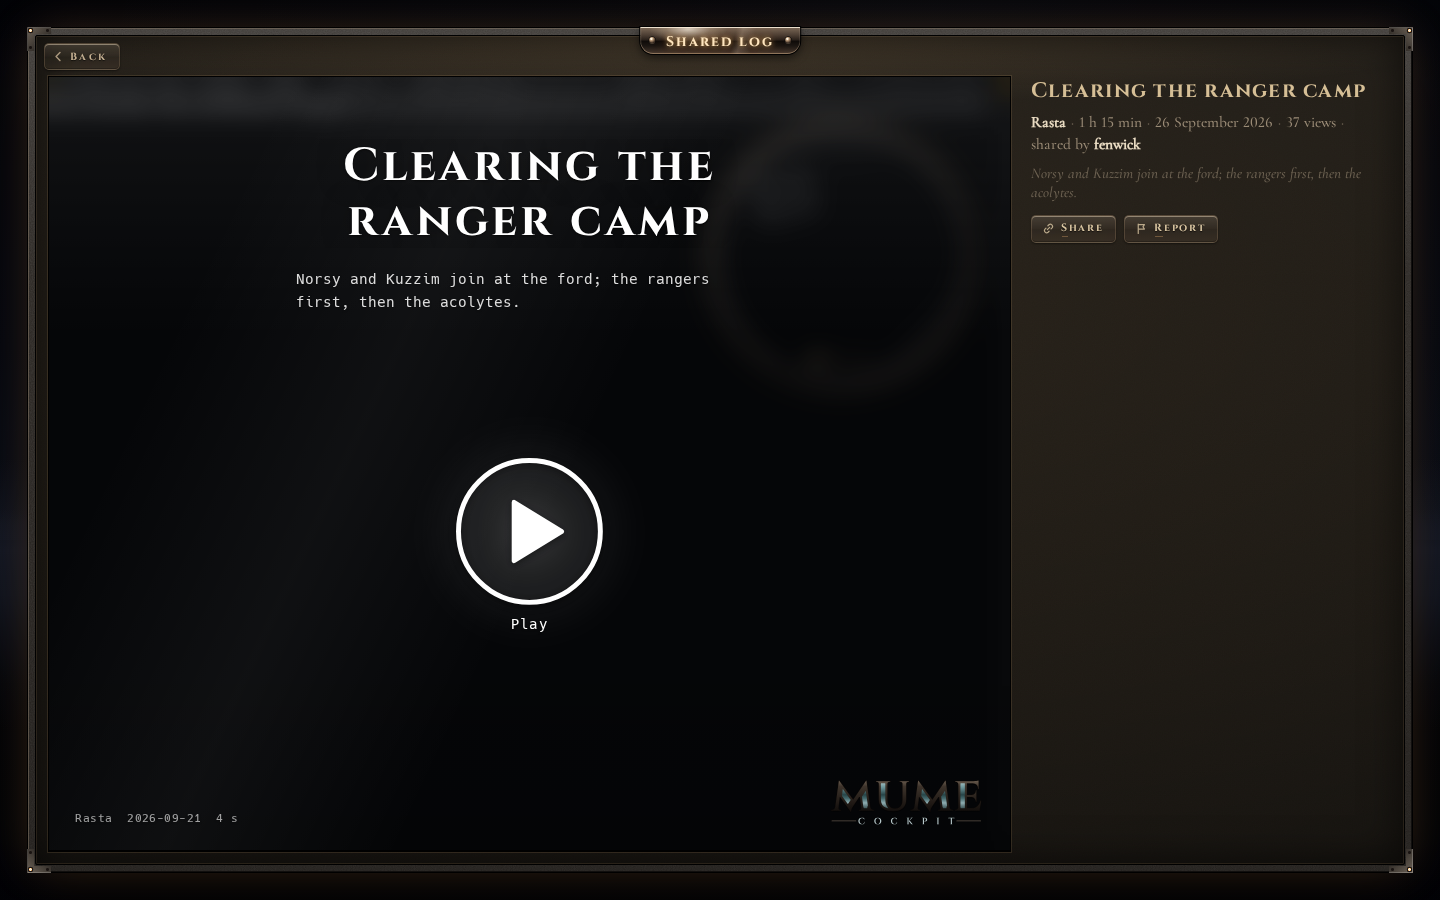 Shared log
Back
Clearing the
ranger camp
Norsy and Kuzzim join at the ford; the rangers
first, then the acolytes.
Play
Rasta 2026-09-21 4 s
MUME
COCKPIT
Clearing the ranger camp
Rasta · 1 h 15 min · 26 September 2026 · 37 views ·
shared by fenwick
Norsy and Kuzzim join at the ford; the rangers first, then the
acolytes.
Share
Report